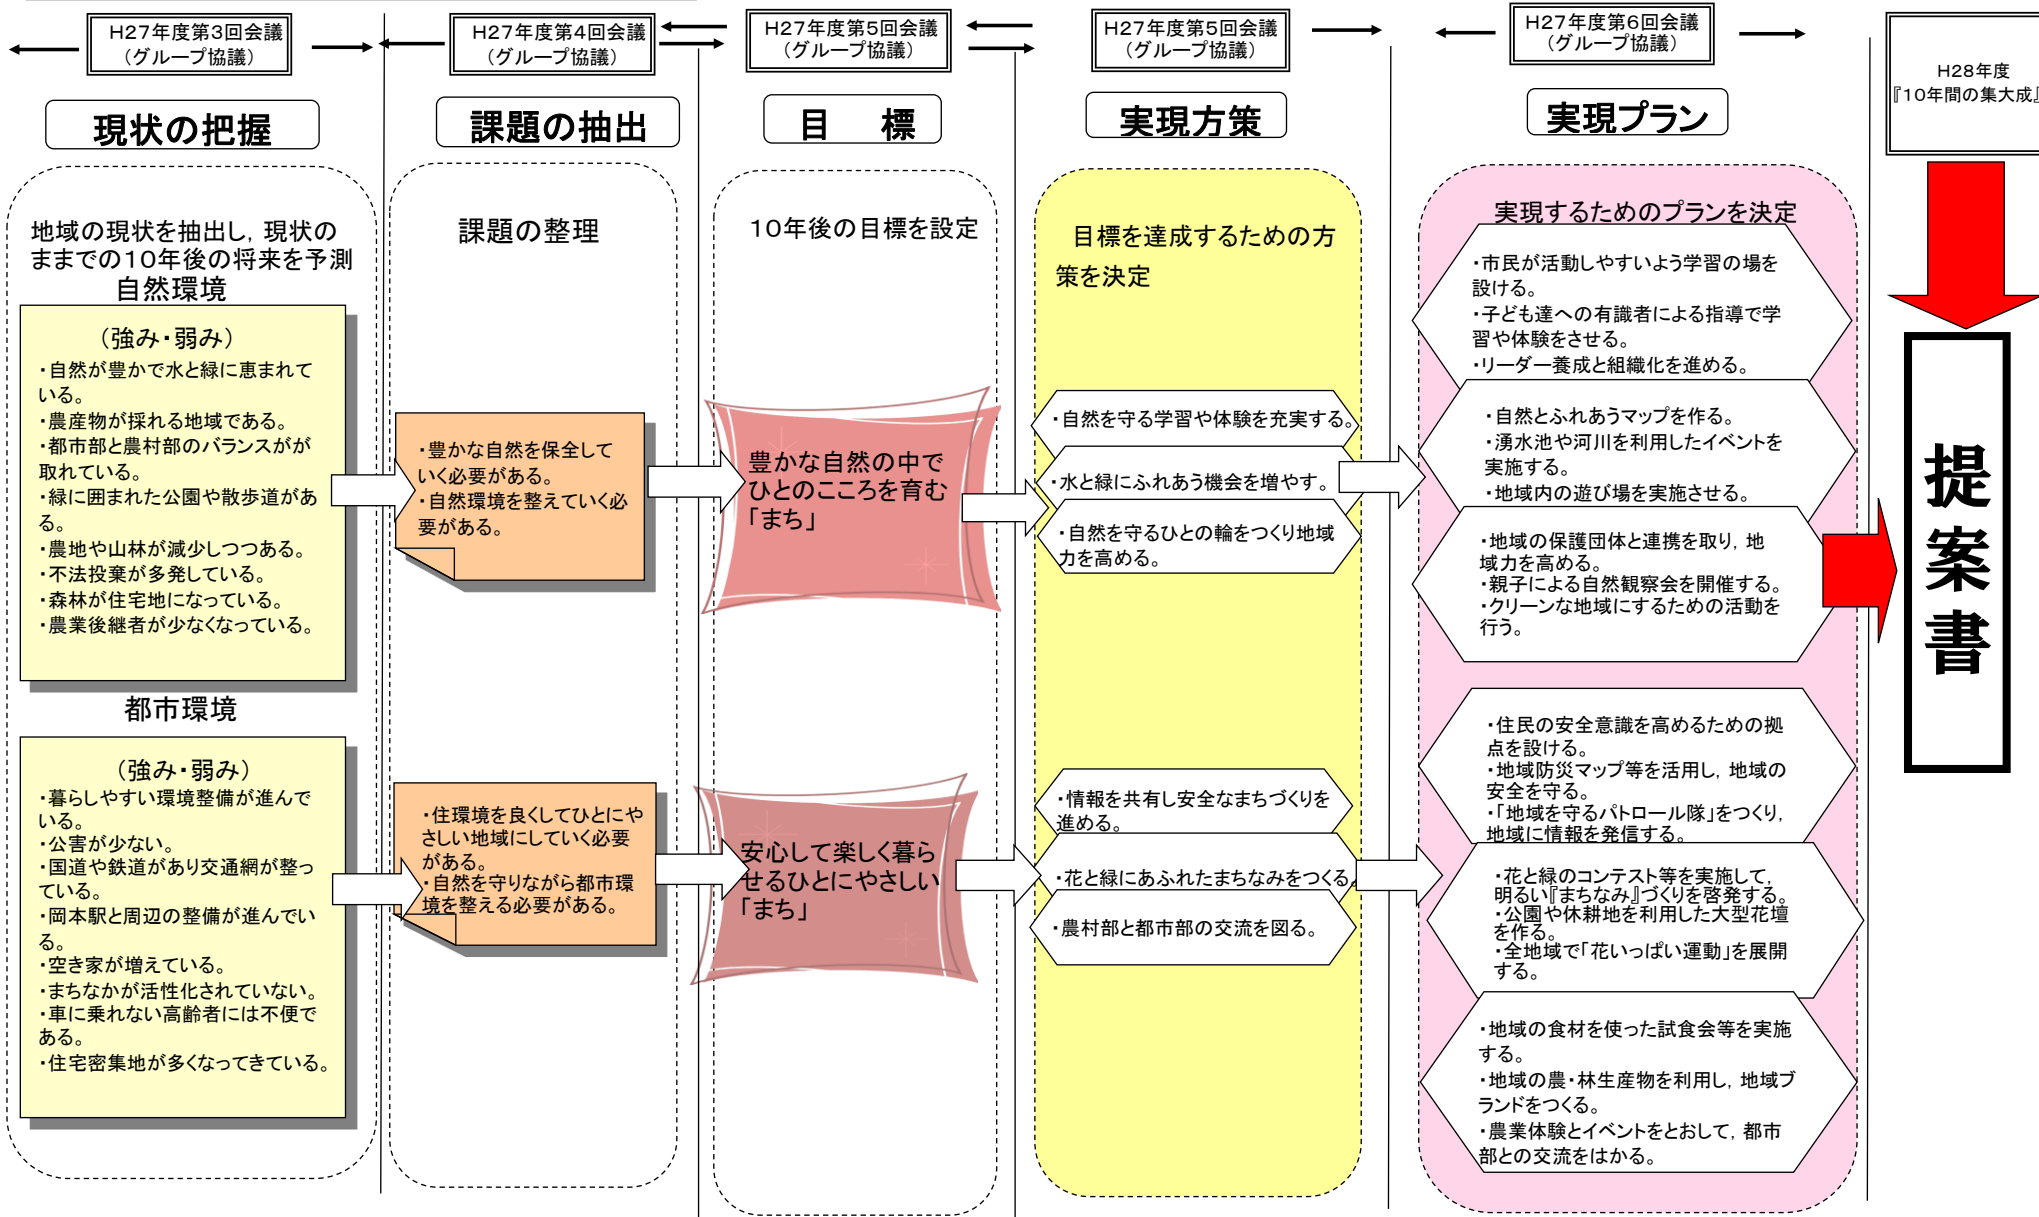 H27年度第3回会議
（グループ協議）
H27年度第4回会議
（グループ協議）
H27年度第5回会議
（グループ協議）
H27年度第5回会議
（グループ協議）
H27年度第6回会議
（グループ協議）
H28年度
『10年間の集大成』
現状の把握
課題の抽出
目　標
実現方策
実現プラン
地域の現状を抽出し，現状の
ままでの10年後の将来を予測
自然環境
（強み・弱み）
・自然が豊かで水と緑に恵まれて
いる。
・農産物が採れる地域である。
・都市部と農村部のバランスがが
取れている。
・緑に囲まれた公園や散歩道があ
る。
・農地や山林が減少しつつある。
・不法投棄が多発している。
・森林が住宅地になっている。
・農業後継者が少なくなっている。
都市環境
（強み・弱み）
・暮らしやすい環境整備が進んで
いる。
・公害が少ない。
・国道や鉄道があり交通網が整っ
ている。
・岡本駅と周辺の整備が進んでい
る。
・空き家が増えている。
・まちなかが活性化されていない。
・車に乗れない高齢者には不便で
ある。
・住宅密集地が多くなってきている。
課題の整理
・豊かな自然を保全して
いく必要がある。
・自然環境を整えていく必
要がある。
・住環境を良くしてひとにや
さしい地域にしていく必要
がある。
・自然を守りながら都市環
境を整える必要がある。
10年後の目標を設定
豊かな自然の中で
ひとのこころを育む
「まち」
安心して楽しく暮ら
せるひとにやさしい
「まち」
目標を達成するための方
策を決定
・自然を守る学習や体験を充実する。
・水と緑にふれあう機会を増やす。
・自然を守るひとの輪をつくり地域
力を高める。
・情報を共有し安全なまちづくりを
進める。
・花と緑にあふれたまちなみをつくる。
・農村部と都市部の交流を図る。
実現するためのプランを決定
・市民が活動しやすいよう学習の場を
設ける。
・子ども達への有識者による指導で学
習や体験をさせる。
・リーダー養成と組織化を進める。
・自然とふれあうマップを作る。
・湧水池や河川を利用したイベントを
実施する。
・地域内の遊び場を実施させる。
・地域の保護団体と連携を取り，地
域力を高める。
・親子による自然観察会を開催する。
・クリーンな地域にするための活動を
行う。
・住民の安全意識を高めるための拠
点を設ける。
・地域防災マップ等を活用し，地域の
安全を守る。
・「地域を守るパトロール隊」をつくり，
地域に情報を発信する。
・花と緑のコンテスト等を実施して，
明るい『まちなみ』づくりを啓発する。
・公園や休耕地を利用した大型花壇
を作る。
・全地域で「花いっぱい運動」を展開
する。
・地域の食材を使った試食会等を実施
する。
・地域の農・林生産物を利用し，地域ブ
ランドをつくる。
・農業体験とイベントをとおして，都市
部との交流をはかる。
提案書